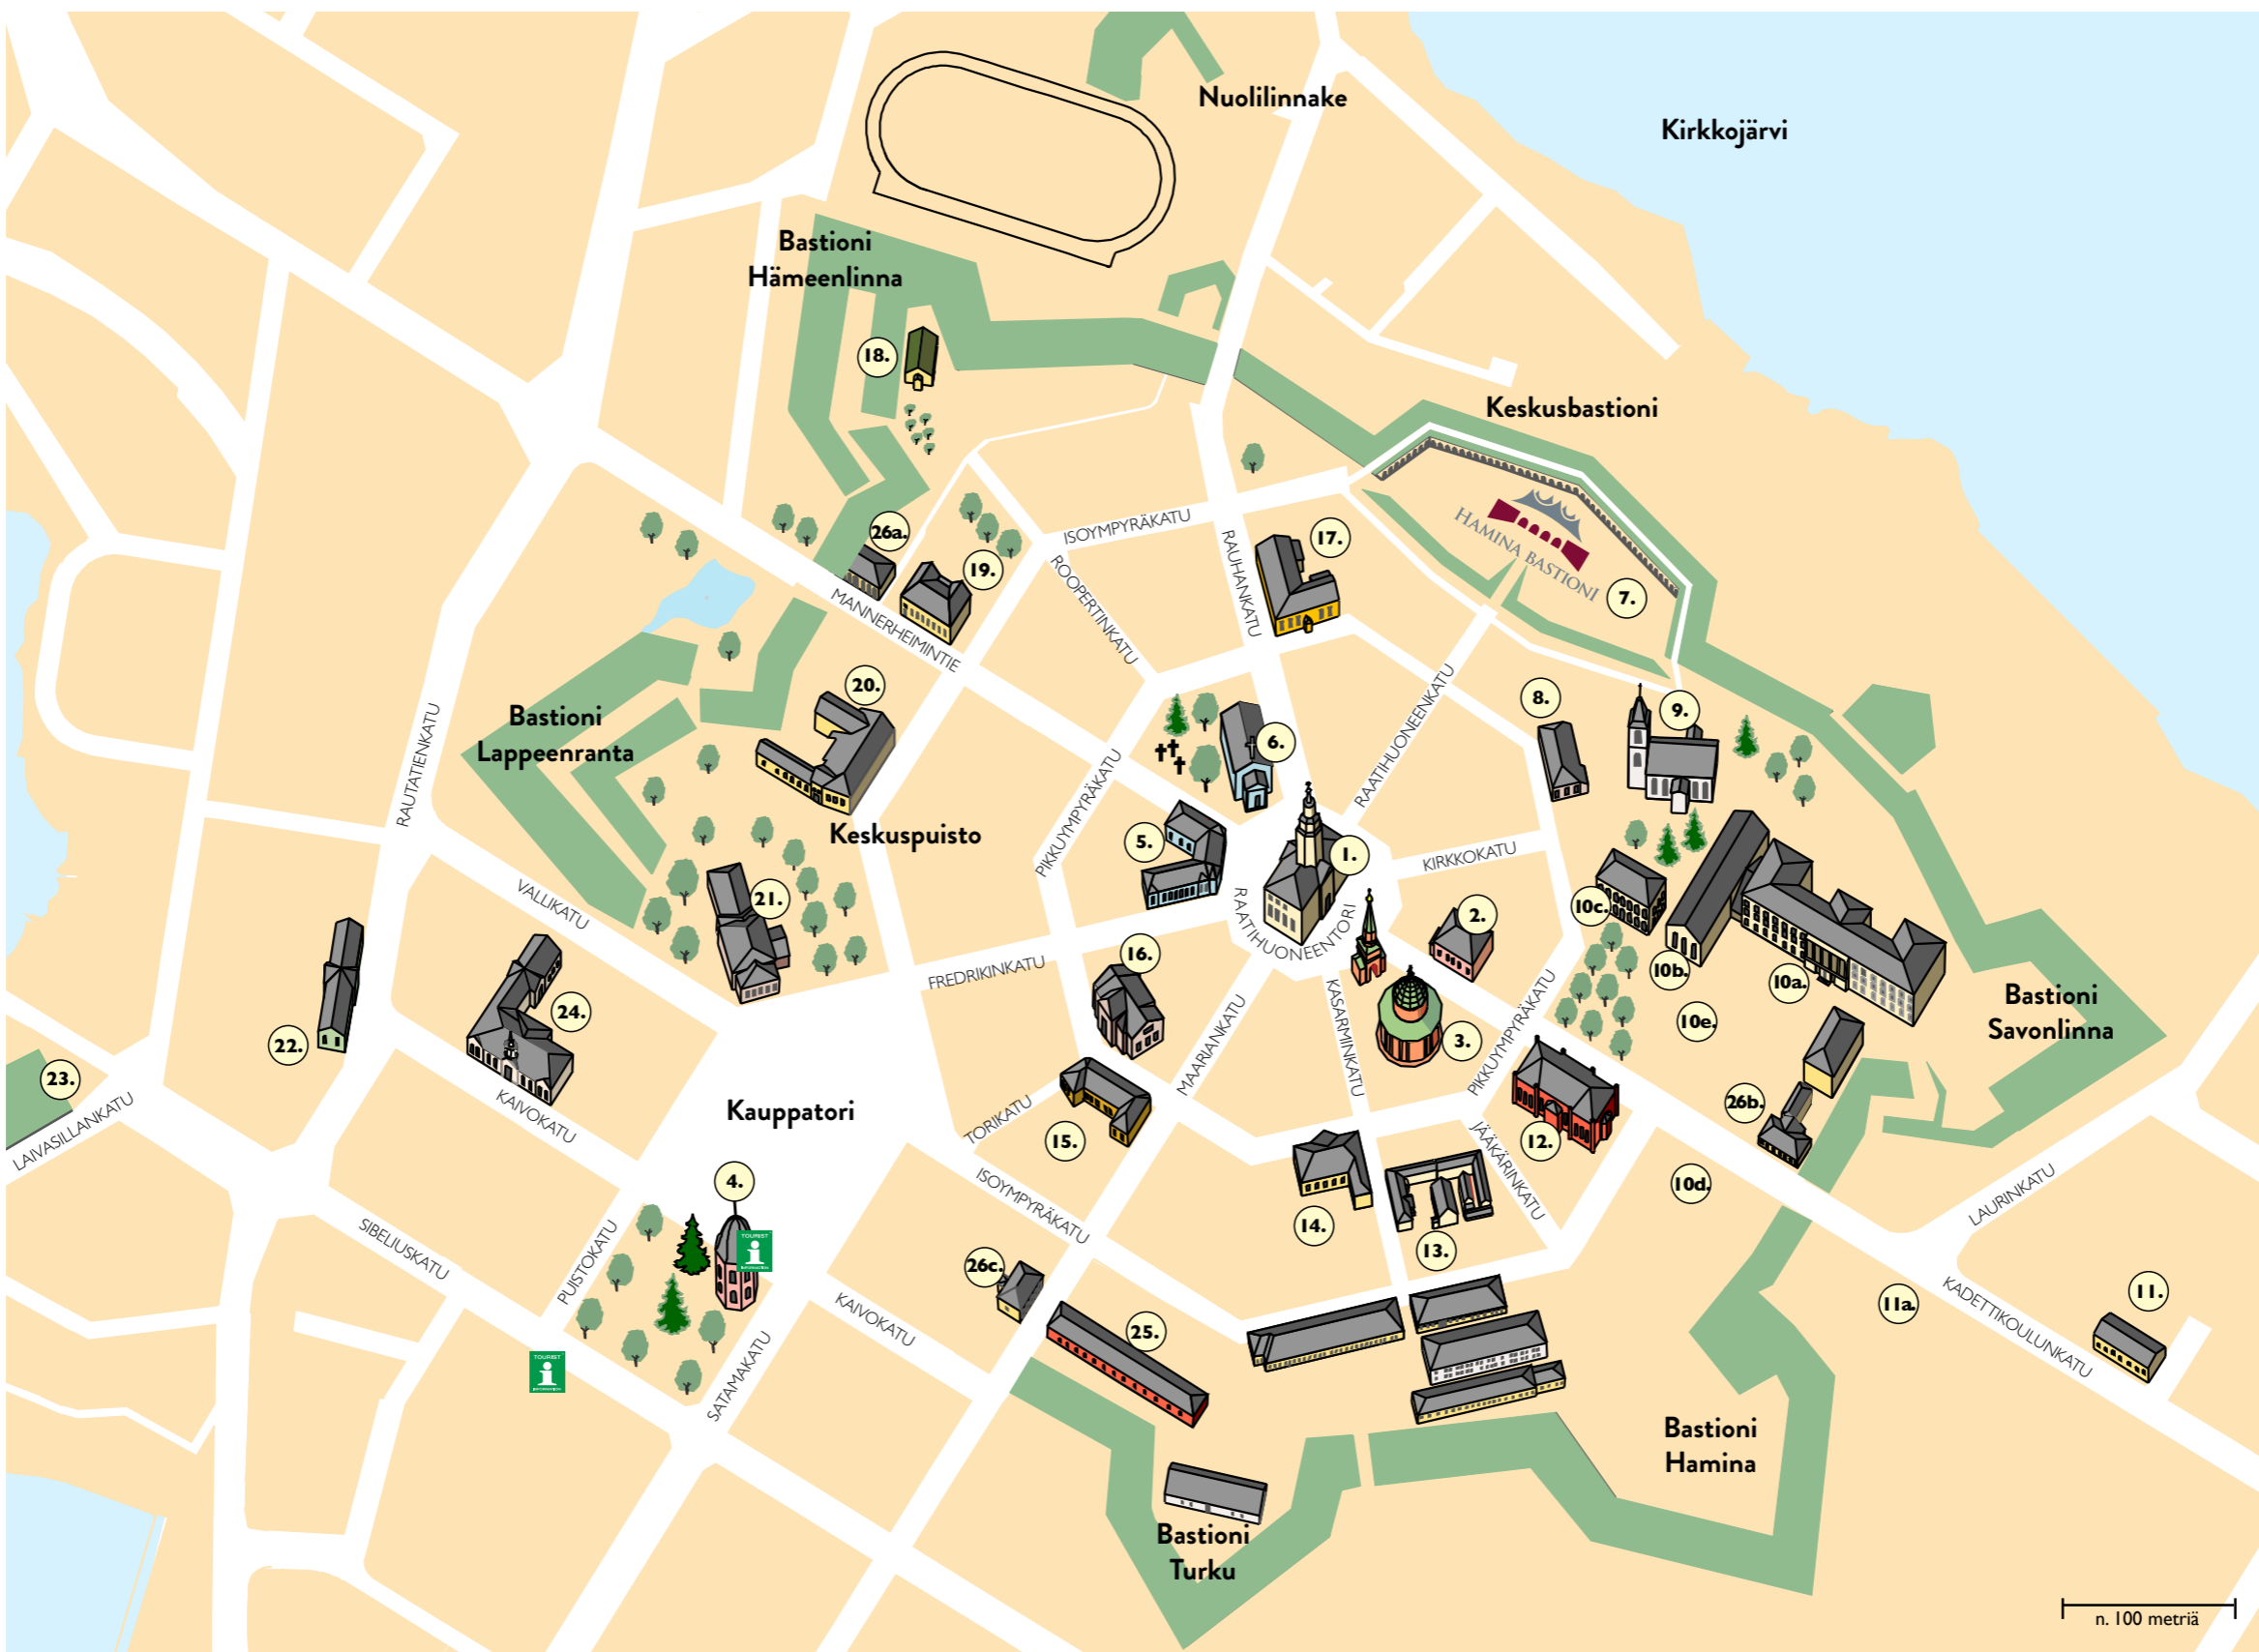 Nuolilinnake
Kirkkojärvi
Bastioni
Hämeenlinna
18.
Keskusbastioni
HAMINA BASTIONI
7.
26a.
19.
ISOYMPYRÄKATU
17.
RAUHANKATU
ROOPERTINKATU
MANNERHEIMINTIE
20.
Bastioni
Lappeenranta
RAUTATIENKATU
PIKKUYMPYRÄKATU
6.
RAATIHUONEENKATU
8.
9.
Keskuspuisto
5.
1.
KIRKKOKATU
VALLIKATU
21.
RAATIHUONEENTORI
2.
10c.
10b.
10a.
10e.
Bastioni
Savonlinna
FREDRIKINKATU
16.
MAARIANKATU
KASARMINKATU
3.
PIKKUYMPYRÄKATU
22.
24.
23.
LAIVASILLANKATU
KAIVOKATU
Kauppatori
TORIKATU
15.
12.
JÄÄKÄRINKATU
26b.
10d.
4.
TOURIST
i
INFORMATION
ISOYMPYRÄKATU
14.
13.
LAURINKATU
SIBELIUSKATU
PUISTOKATU
26c.
KAIVOKATU
25.
11a.
11.
KADETTIKOULUNKATU
TOURIST
i
INFORMATION
SATAMAKATU
Bastioni
Hamina
Bastioni
Turku
n. 100 metriä